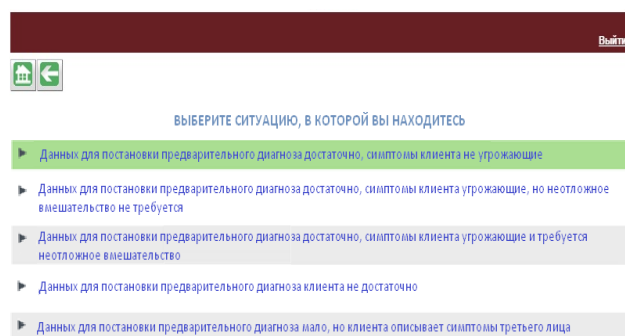 Выйти
ВЫБЕРИТЕ СИТУАЦИЮ, В КОТОРОЙ ВЫ НАХОДИТЕСЬ
Данных для постановки предварительного диагноза достаточно, симптомы клиента не угрожающие
Данных для постановки предварительного диагноза достаточно, симптомы клиента угрожающие, но неотложное
вмешательство не требуется
Данных для постановки предварительного диагноза достаточно, симптомы клиента угрожающие и требуется
неотложное вмешательство
Данных для постановки предварительного диагноза клиента не достаточно
Данных для постановки предварительного диагноза мало, но клиента описывает симптомы третьего лица